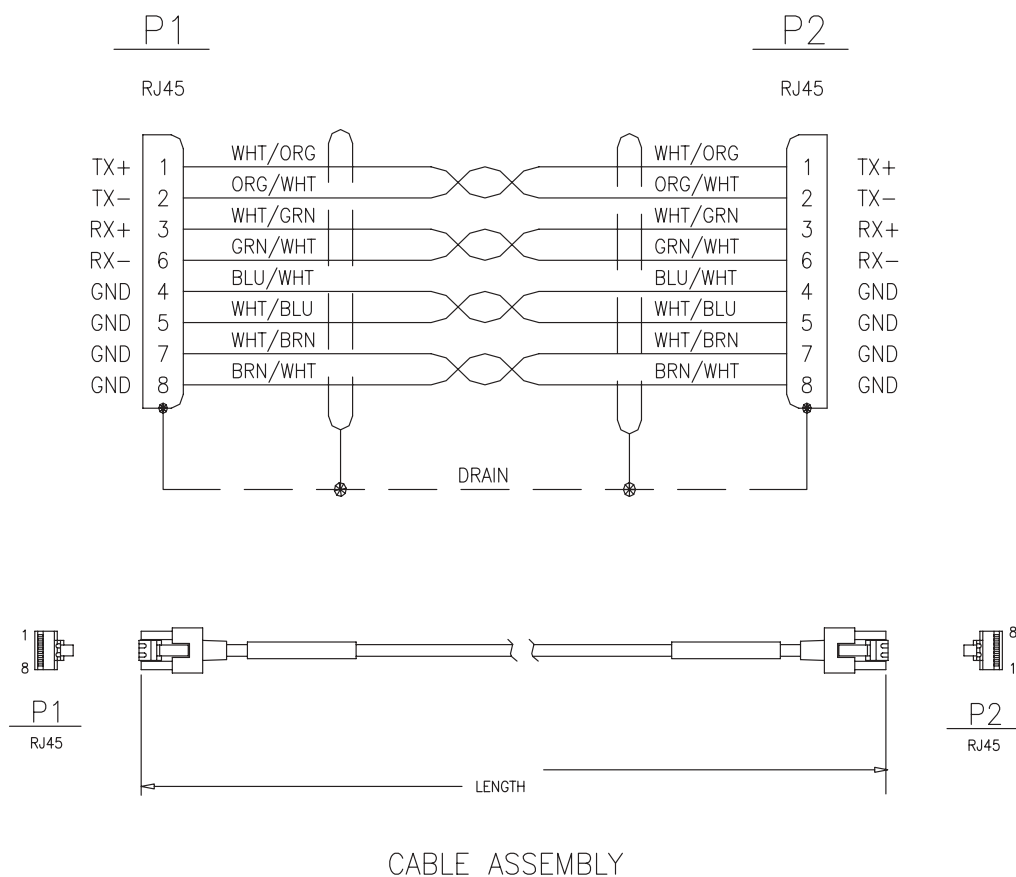 P1 P2
RJ45 RJ45
TX+ 1 WHT/ORG WHT/ORG 1 TX+
TX- 2 ORG/WHT ORG/WHT 2 TX-
RX+ 3 WHT/GRN WHT/GRN 3 RX+
RX- 6 GRN/WHT GRN/WHT 6 RX-
GND 4 BLU/WHT BLU/WHT 4 GND
GND 5 WHT/BLU WHT/BLU 5 GND
GND 7 WHT/BRN WHT/BRN 7 GND
GND 8 BRN/WHT BRN/WHT 8 GND
DRAIN
1 8
8 1
P1 P2
RJ45 RJ45
LENGTH
CABLE ASSEMBLY